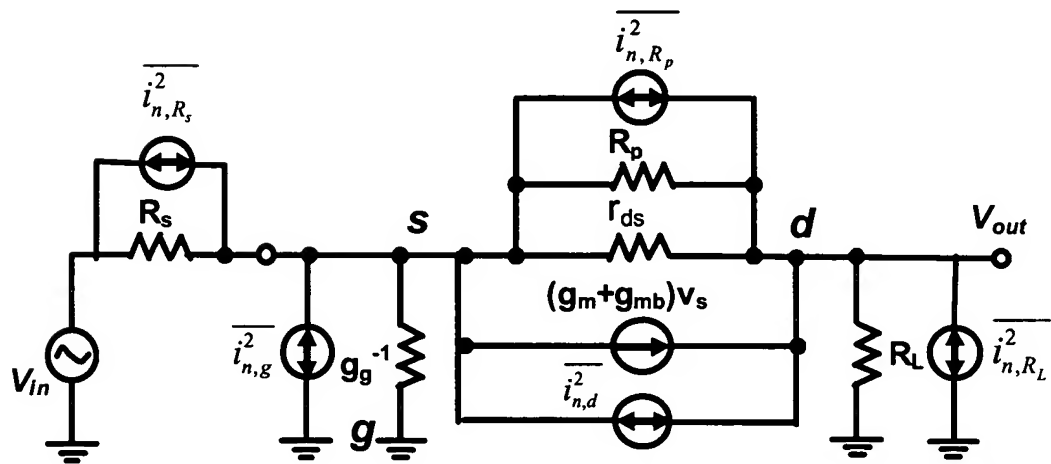 i²n,Rp
i²n,Rs
Rp
Rs
rds
s
d
Vout
(gm+gmb)vs
Vin
i²n,g
gg-1
i²n,d
RL
i²n,RL
g